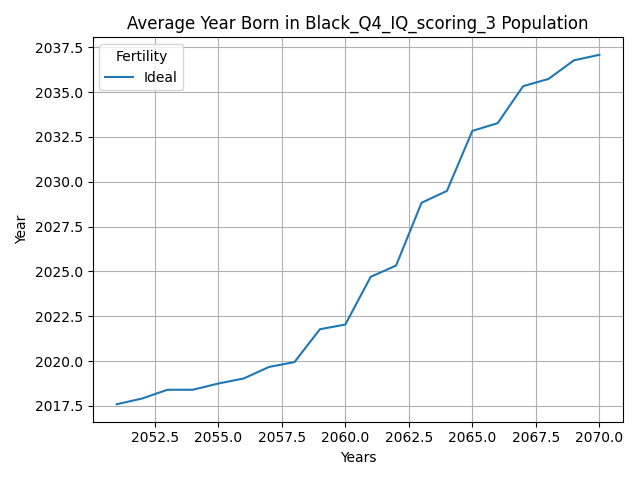 Average Year Born in Black_Q4_IQ_scoring_3 Population
Fertility
Ideal
2037.5
2035.0
2032.5
2030.0
2027.5
2025.0
2022.5
2020.0
2017.5
Year
2052.5 2055.0 2057.5 2060.0 2062.5 2065.0 2067.5 2070.0
Years